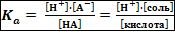 Kₐ = [H⁺]·[A⁻] / [HA] = [H⁺]·[соль] / [кислота]